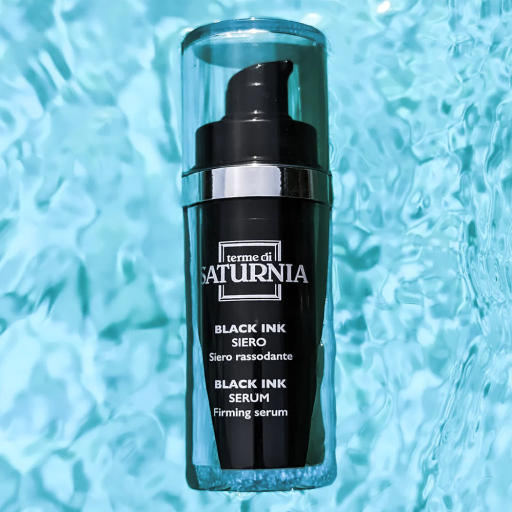 terme di
SATURNIA
BLACK INK
SIERO
Siero rassodante
BLACK INK
SERUM
Firming serum